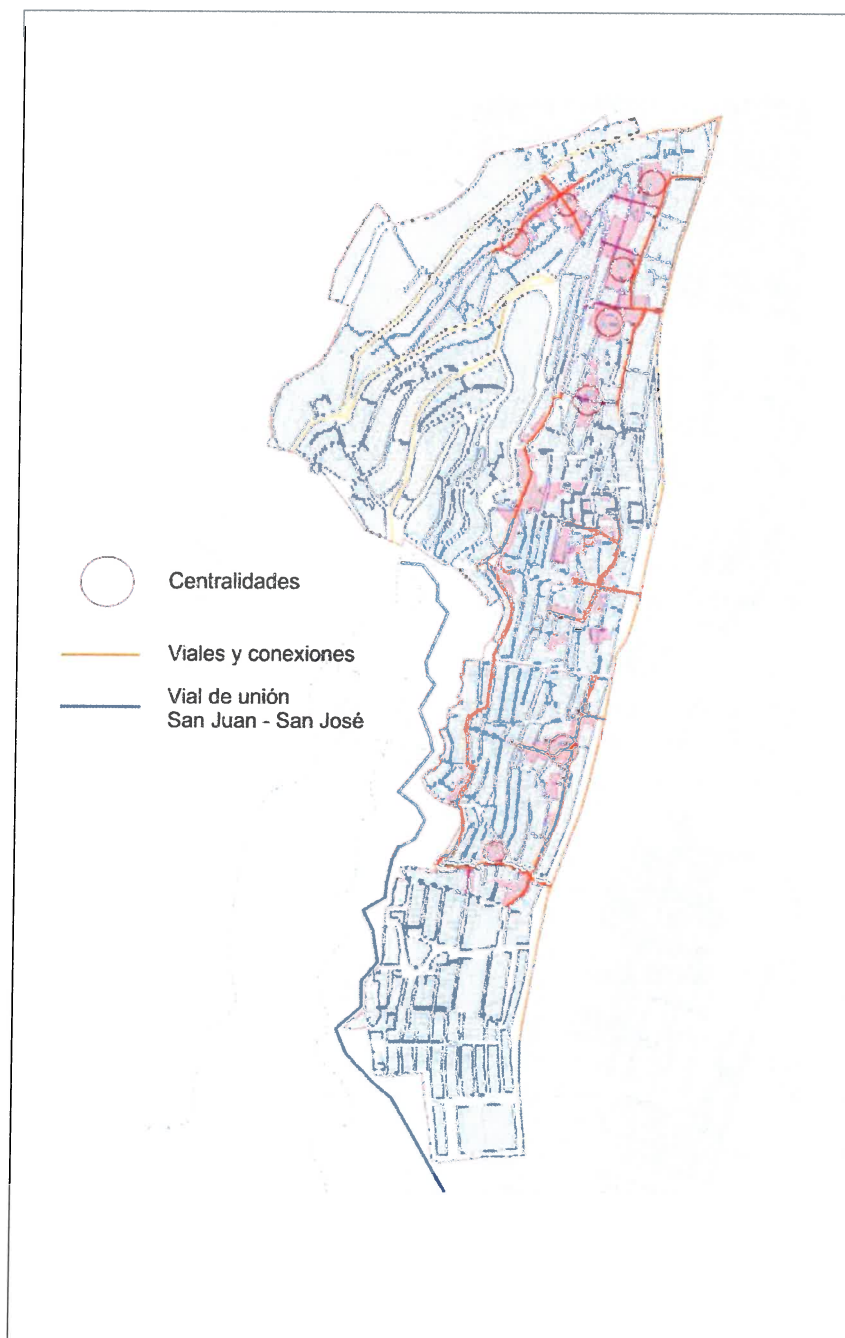 Centralidades
Viales y conexiones
Vial de unión
San Juan - San José